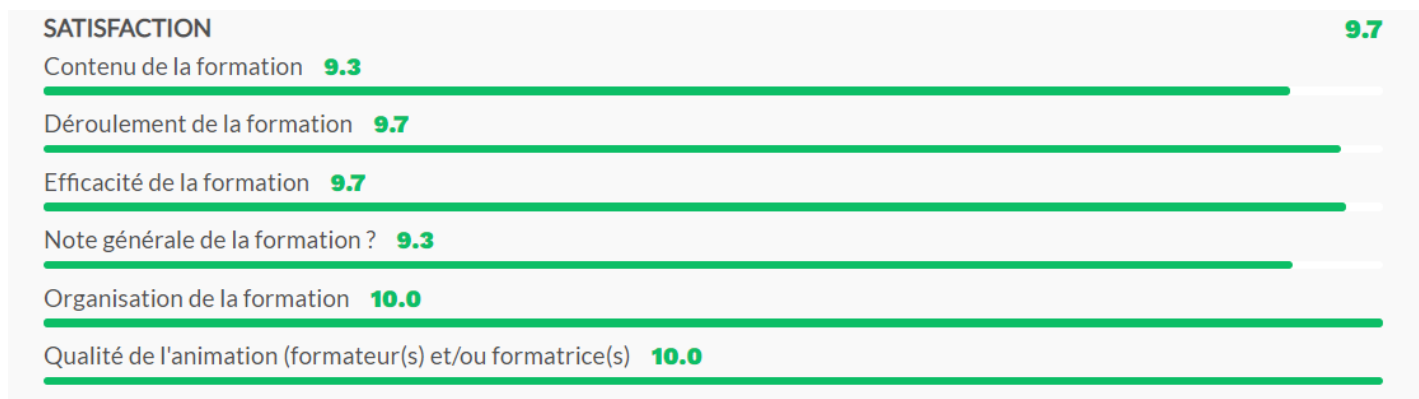 SATISFACTION 9.7
Contenu de la formation 9.3
Déroulement de la formation 9.7
Efficacité de la formation 9.7
Note générale de la formation ? 9.3
Organisation de la formation 10.0
Qualité de l'animation (formateur(s) et/ou formatrice(s) 10.0